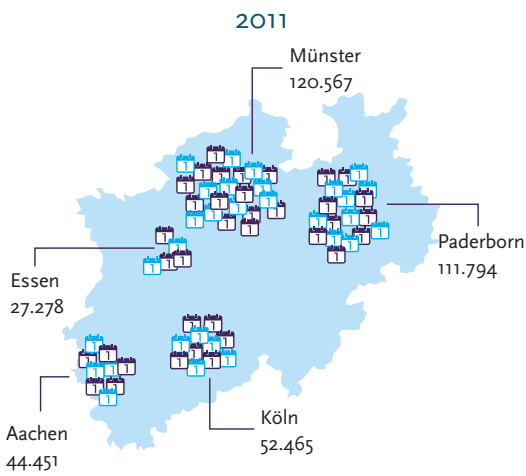 2011
Münster
120.567
Paderborn
111.794
Essen
27.278
Köln
52.465
Aachen
44.451